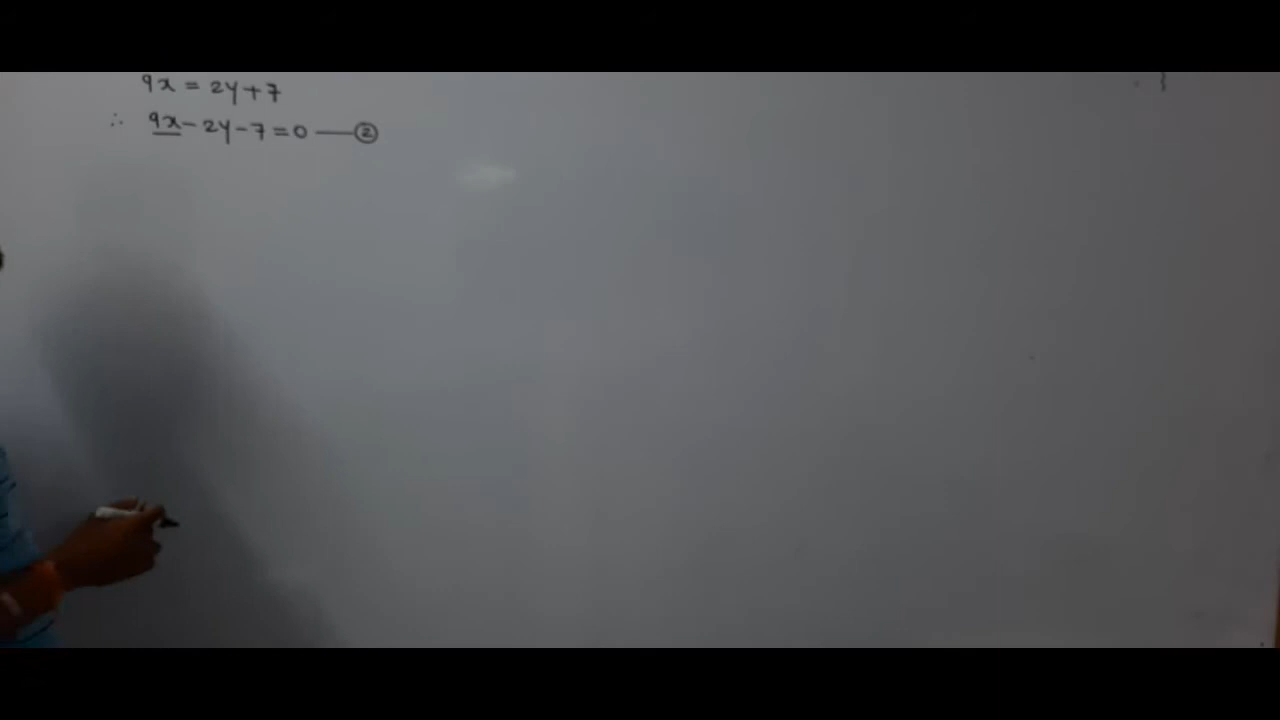 9x = 2y + 7
∴ 9x - 2y - 7 = 0 —②